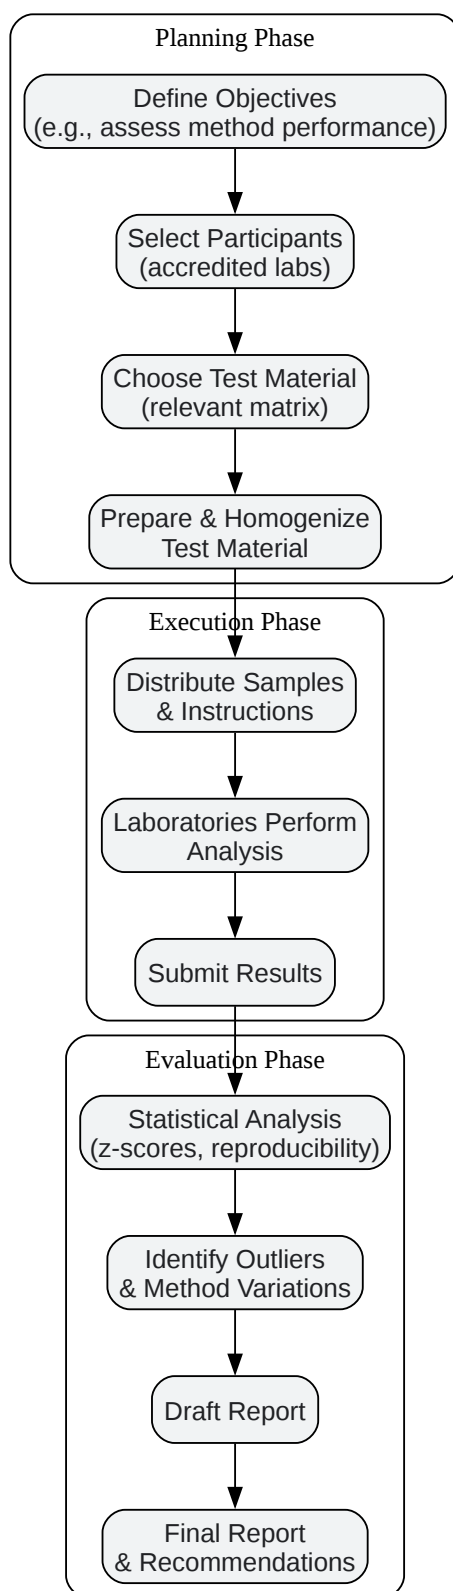 Planning Phase
Define Objectives
(e.g., assess method performance)
Select Participants
(accredited labs)
Choose Test Material
(relevant matrix)
Prepare & Homogenize
Test Material
Execution Phase
Distribute Samples
& Instructions
Laboratories Perform
Analysis
Submit Results
Evaluation Phase
Statistical Analysis
(z-scores, reproducibility)
Identify Outliers
& Method Variations
Draft Report
Final Report
& Recommendations